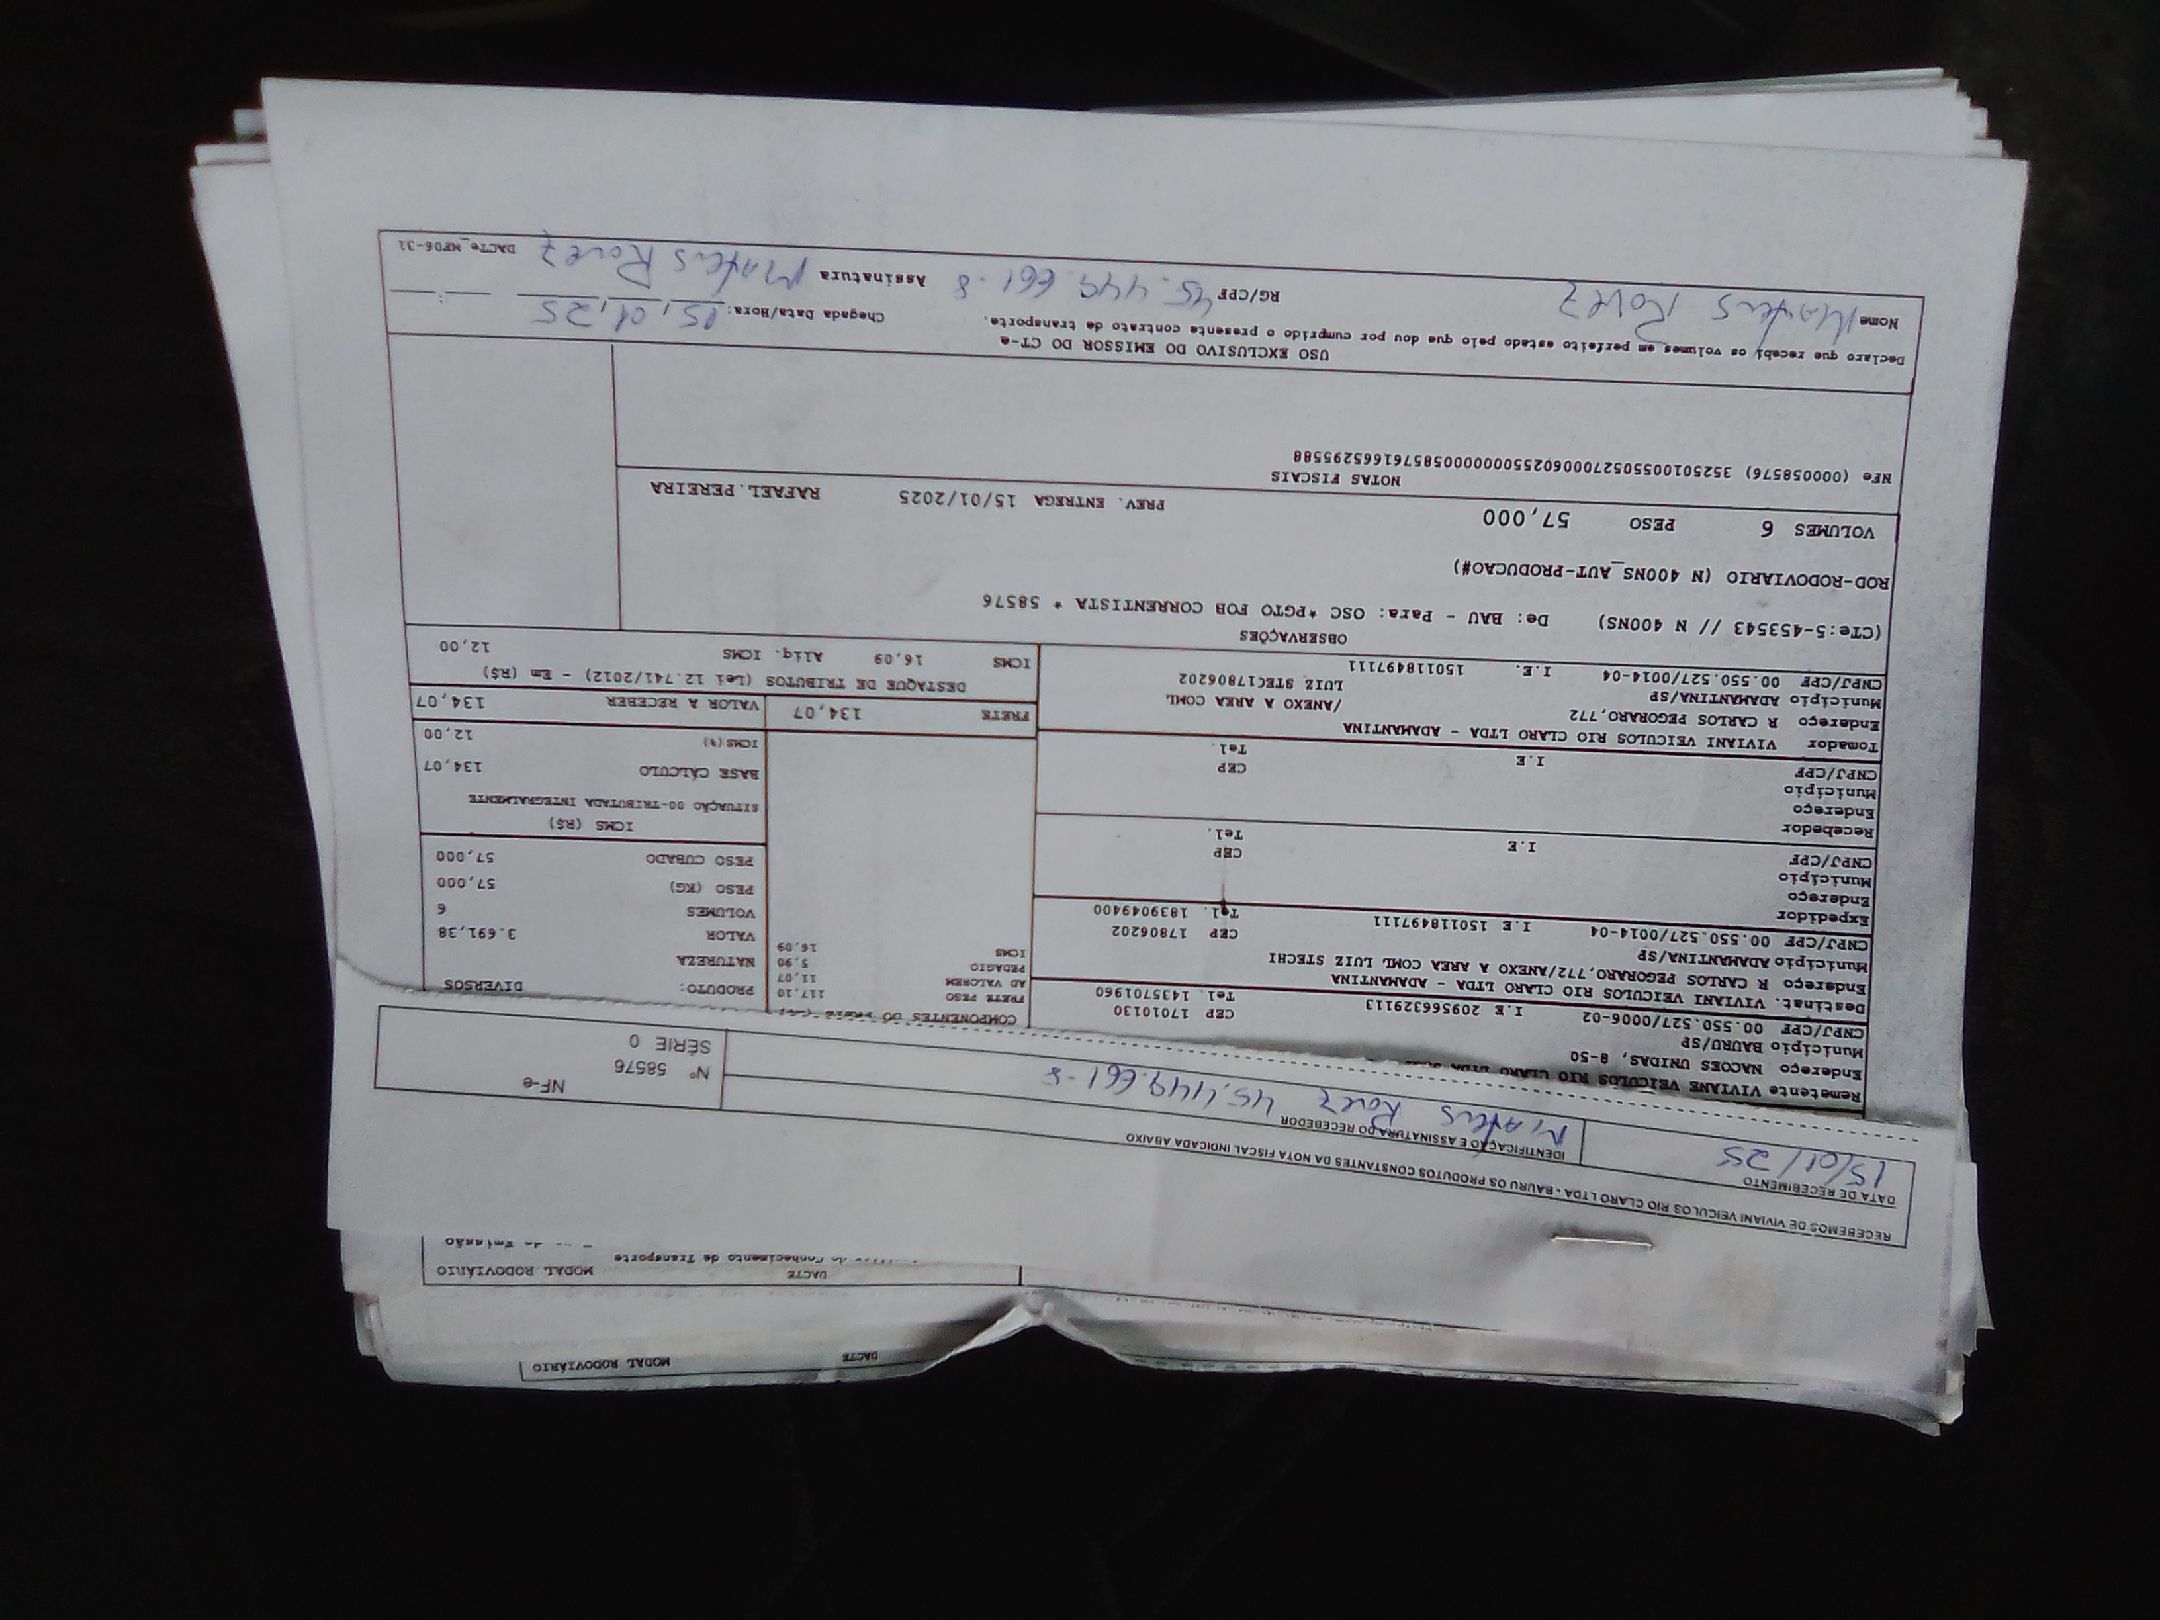 DACTE MODAL RODOVIÁRIO
DACTE MODAL RODOVIÁRIO
Conhecimento de Transporte
RECEBEMOS DE VIVIANI VEICULOS RIO CLARO LTDA - BAURU OS PRODUTOS CONSTANTES DA NOTA FISCAL INDICADA ABAIXO
DATA DE RECEBIMENTO
15/01/25
IDENTIFICAÇÃO E ASSINATURA DO RECEBEDOR
45.449.661-8
NF-e
Nº 58576
SÉRIE 0
Remetente VIVIANE VEICULOS RIO CLARO LTDA
Endereço NACOES UNIDAS, 8-50
Município BAURU/SP
CEP 17010130
CNPJ/CPF 00.550.527/0006-02 I.E 209566329113 Tel. 1435701960
Destinat. VIVIANI VEICULOS RIO CLARO LTDA - ADAMANTINA
Endereço R CARLOS PEGORARO,772/ANEXO A AREA COML LUIZ STECHI
Município ADAMANTINA/SP CEP 17806202
CNPJ/CPF 00.550.527/0014-04 I.E 150118497111 Tel. 1839049400
Expedidor
Endereço
Município CEP
CNPJ/CPF I.E Tel.
Recebedor
Endereço
Município CEP
CNPJ/CPF I.E Tel.
Tomador VIVIANI VEICULOS RIO CLARO LTDA - ADAMANTINA
Endereço R CARLOS PEGORARO,772 /ANEXO A AREA COML
Município ADAMANTINA/SP LUIZ STEC17806202
CNPJ/CPF 00.550.527/0014-04 I.E. 150118497111
COMPONENTES DO
FRETE PESO 117,10
AD VALOREM 11,07
PEDAGIO 5,90
ICMS 16,09
FRETE 134,07
PRODUTO: DIVERSOS
NATUREZA
VALOR 3.691,38
VOLUMES 6
PESO (KG) 57,000
PESO CUBADO 57,000
ICMS (R$)
SITUAÇÃO 00-TRIBUTADA INTEGRALMENTE
BASE CÁLCULO 134,07
ICMS(%) 12,00
VALOR A RECEBER 134,07
DESTAQUE DE TRIBUTOS (Lei 12.741/2012) - Em (R$)
ICMS 16,09 Aliq. ICMS 12,00
OBSERVAÇÕES
(CTe:5-453543 // N 400NS) De: BAU - Para: OSC *PGTO FOB CORRENTISTA * 58576
ROD-RODOVIARIO (N 400NS_AUT-PRODUCAO#)
VOLUMES 6 PESO 57,000 PREV. ENTREGA 15/01/2025 RAFAEL.PEREIRA
NOTAS FISCAIS
NFe (000058576)
USO EXCLUSIVO DO EMISSOR DO CT-e
Declaro que recebi os volumes em perfeito estado pelo que dou por cumprido o presente contrato de transporte.
Chegada Data/Hora: 15,01,25
Nome
RG/CPF 45.449.661-8 Assinatura
DACTe_MF06-31